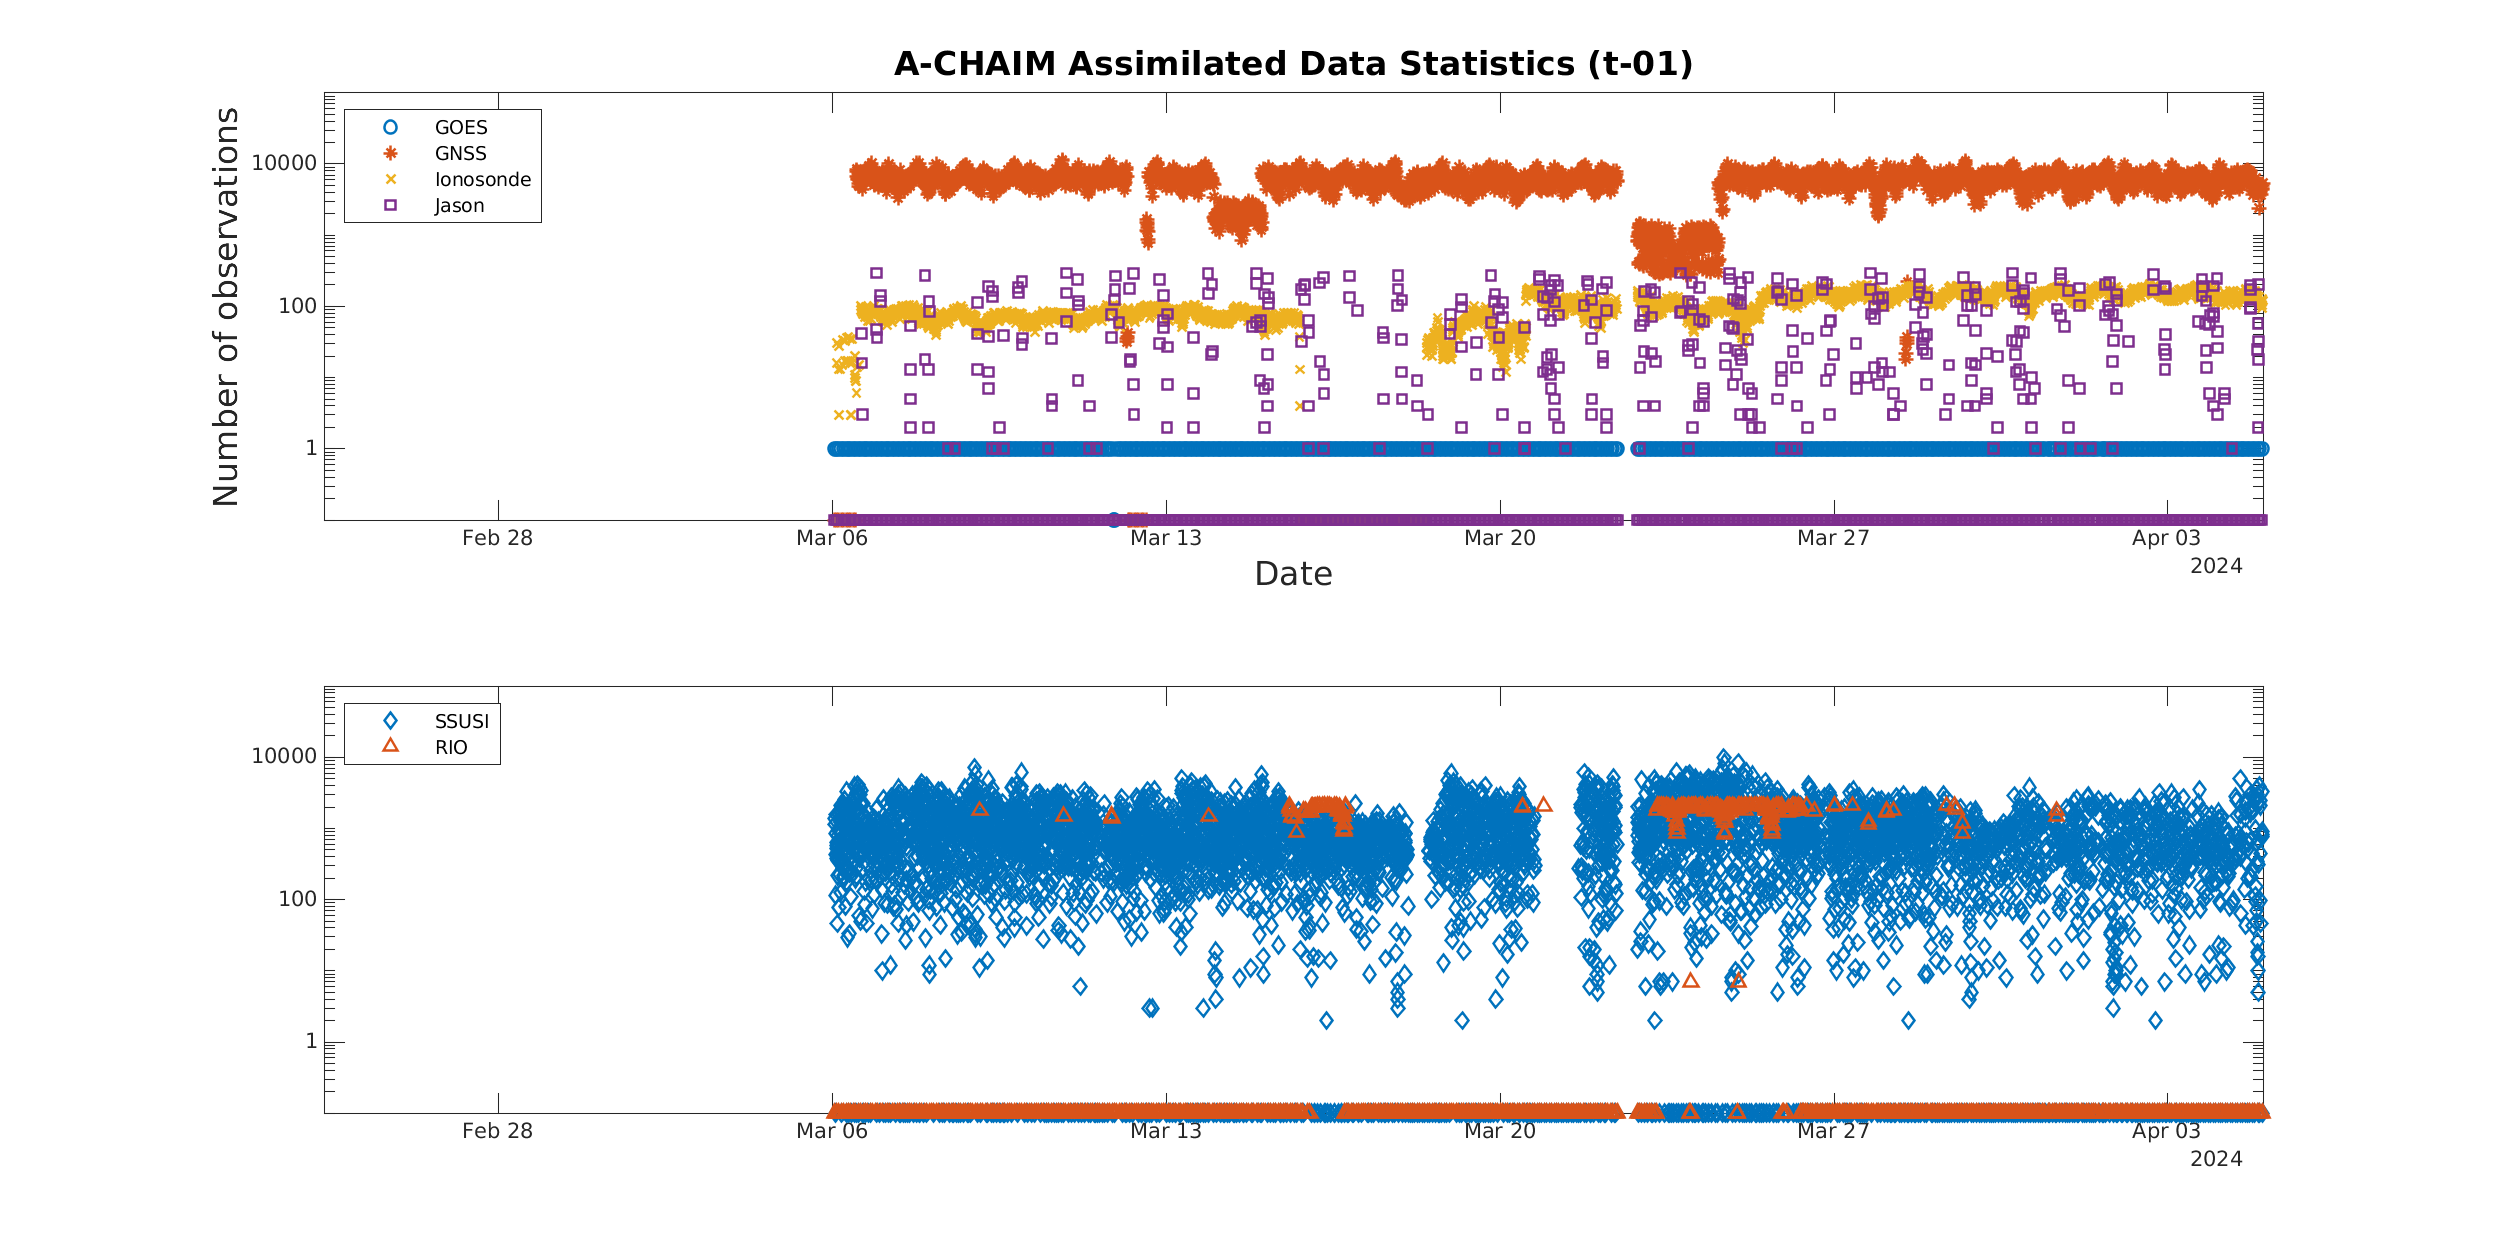 A-CHAIM Assimilated Data Statistics (t-01)
Number of observations
10000
100
1
GOES
GNSS
Ionosonde
Jason
Feb 28
Mar 06
Mar 13
Mar 20
Mar 27
Apr 03
2024
Date
10000
100
1
SSUSI
RIO
Feb 28
Mar 06
Mar 13
Mar 20
Mar 27
Apr 03
2024